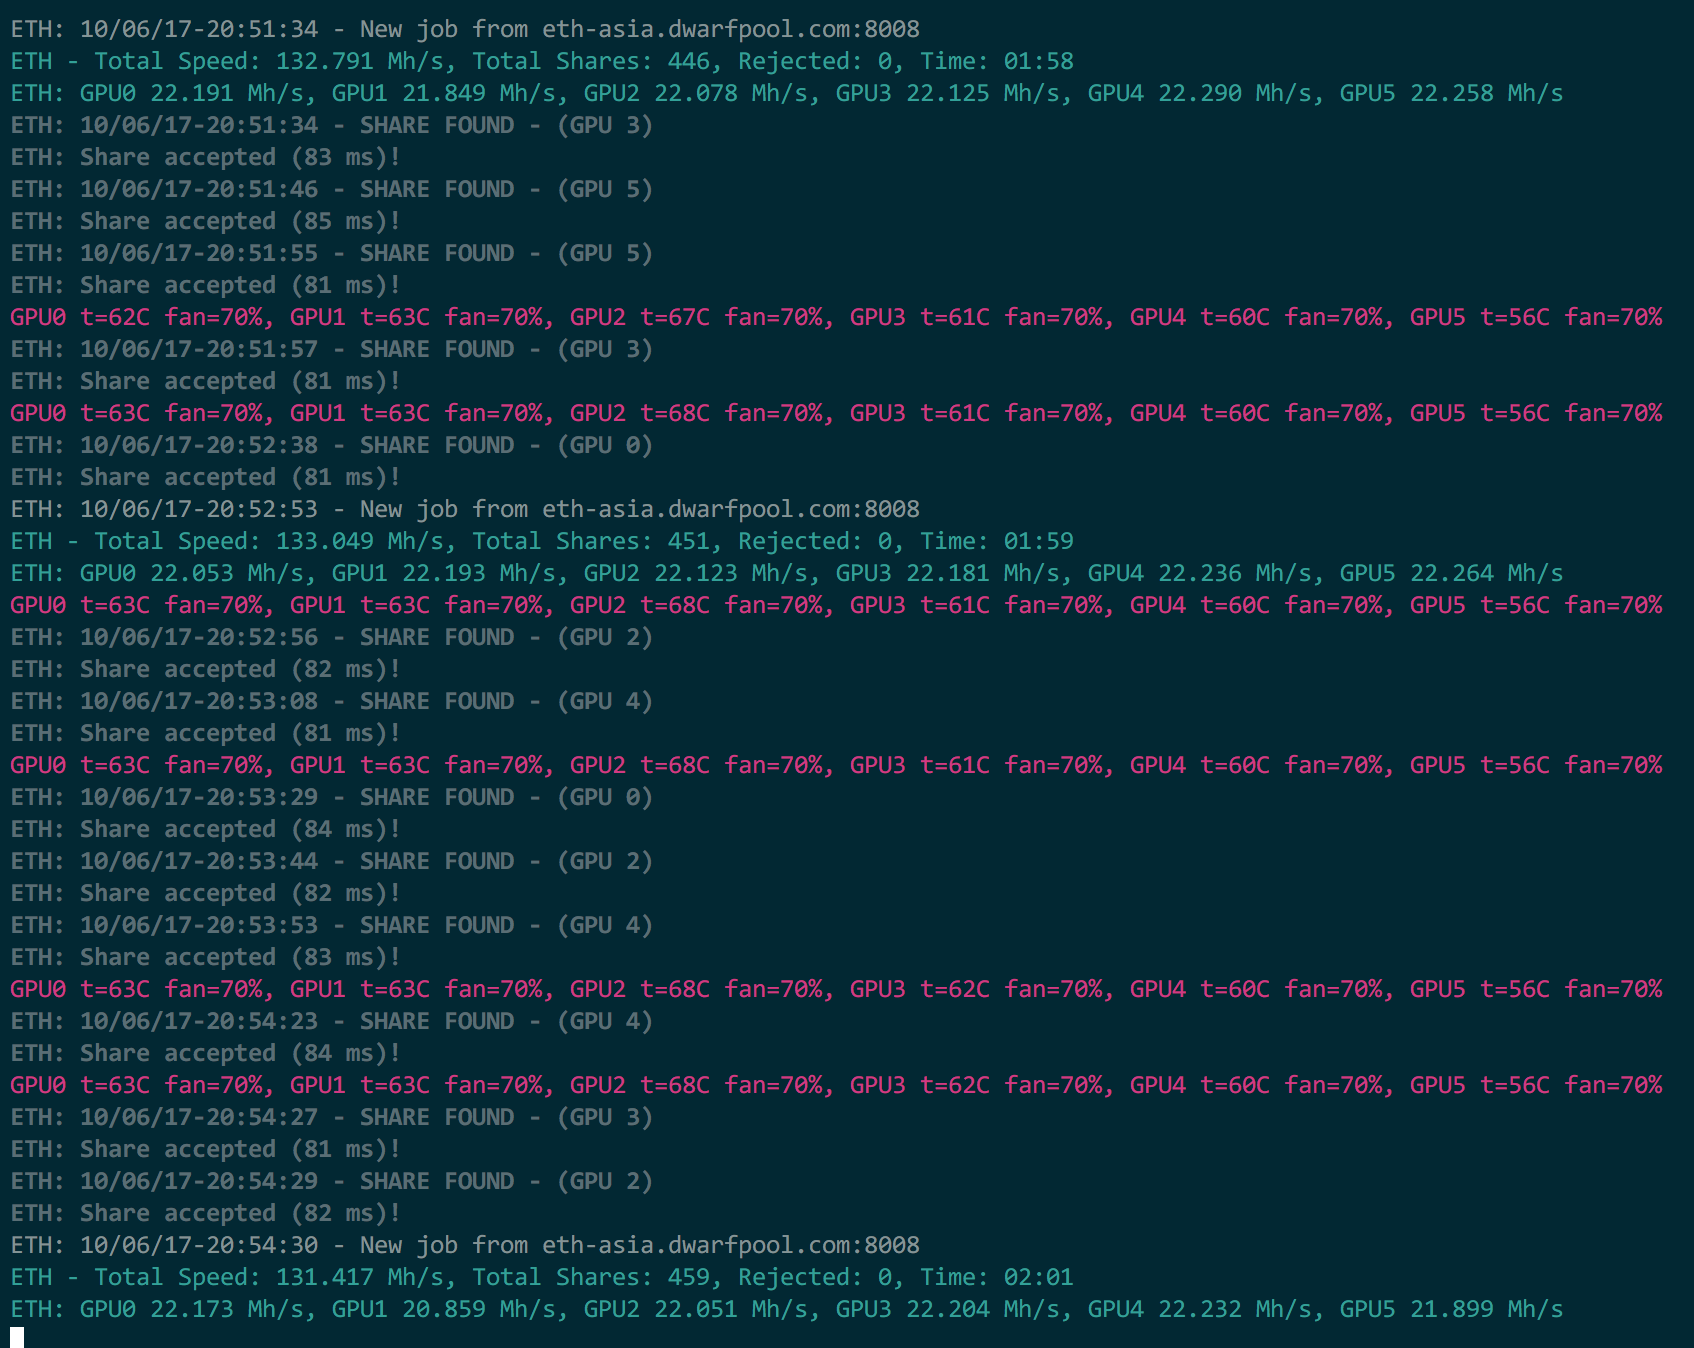 ETH: 10/06/17-20:51:34 - New job from eth-asia.dwarfpool.com:8008
ETH - Total Speed: 132.791 Mh/s, Total Shares: 446, Rejected: 0, Time: 01:58
ETH: GPU0 22.191 Mh/s, GPU1 21.849 Mh/s, GPU2 22.078 Mh/s, GPU3 22.125 Mh/s, GPU4 22.290 Mh/s, GPU5 22.258 Mh/s
ETH: 10/06/17-20:51:34 - SHARE FOUND - (GPU 3)
ETH: Share accepted (83 ms)!
ETH: 10/06/17-20:51:46 - SHARE FOUND - (GPU 5)
ETH: Share accepted (85 ms)!
ETH: 10/06/17-20:51:55 - SHARE FOUND - (GPU 5)
ETH: Share accepted (81 ms)!
GPU0 t=62C fan=70%, GPU1 t=63C fan=70%, GPU2 t=67C fan=70%, GPU3 t=61C fan=70%, GPU4 t=60C fan=70%, GPU5 t=56C fan=70%
ETH: 10/06/17-20:51:57 - SHARE FOUND - (GPU 3)
ETH: Share accepted (81 ms)!
GPU0 t=63C fan=70%, GPU1 t=63C fan=70%, GPU2 t=68C fan=70%, GPU3 t=61C fan=70%, GPU4 t=60C fan=70%, GPU5 t=56C fan=70%
ETH: 10/06/17-20:52:38 - SHARE FOUND - (GPU 0)
ETH: Share accepted (81 ms)!
ETH: 10/06/17-20:52:53 - New job from eth-asia.dwarfpool.com:8008
ETH - Total Speed: 133.049 Mh/s, Total Shares: 451, Rejected: 0, Time: 01:59
ETH: GPU0 22.053 Mh/s, GPU1 22.193 Mh/s, GPU2 22.123 Mh/s, GPU3 22.181 Mh/s, GPU4 22.236 Mh/s, GPU5 22.264 Mh/s
GPU0 t=63C fan=70%, GPU1 t=63C fan=70%, GPU2 t=68C fan=70%, GPU3 t=61C fan=70%, GPU4 t=60C fan=70%, GPU5 t=56C fan=70%
ETH: 10/06/17-20:52:56 - SHARE FOUND - (GPU 2)
ETH: Share accepted (82 ms)!
ETH: 10/06/17-20:53:08 - SHARE FOUND - (GPU 4)
ETH: Share accepted (81 ms)!
GPU0 t=63C fan=70%, GPU1 t=63C fan=70%, GPU2 t=68C fan=70%, GPU3 t=61C fan=70%, GPU4 t=60C fan=70%, GPU5 t=56C fan=70%
ETH: 10/06/17-20:53:29 - SHARE FOUND - (GPU 0)
ETH: Share accepted (84 ms)!
ETH: 10/06/17-20:53:44 - SHARE FOUND - (GPU 2)
ETH: Share accepted (82 ms)!
ETH: 10/06/17-20:53:53 - SHARE FOUND - (GPU 4)
ETH: Share accepted (83 ms)!
GPU0 t=63C fan=70%, GPU1 t=63C fan=70%, GPU2 t=68C fan=70%, GPU3 t=62C fan=70%, GPU4 t=60C fan=70%, GPU5 t=56C fan=70%
ETH: 10/06/17-20:54:23 - SHARE FOUND - (GPU 4)
ETH: Share accepted (84 ms)!
GPU0 t=63C fan=70%, GPU1 t=63C fan=70%, GPU2 t=68C fan=70%, GPU3 t=62C fan=70%, GPU4 t=60C fan=70%, GPU5 t=56C fan=70%
ETH: 10/06/17-20:54:27 - SHARE FOUND - (GPU 3)
ETH: Share accepted (81 ms)!
ETH: 10/06/17-20:54:29 - SHARE FOUND - (GPU 2)
ETH: Share accepted (82 ms)!
ETH: 10/06/17-20:54:30 - New job from eth-asia.dwarfpool.com:8008
ETH - Total Speed: 131.417 Mh/s, Total Shares: 459, Rejected: 0, Time: 02:01
ETH: GPU0 22.173 Mh/s, GPU1 20.859 Mh/s, GPU2 22.051 Mh/s, GPU3 22.204 Mh/s, GPU4 22.232 Mh/s, GPU5 21.899 Mh/s